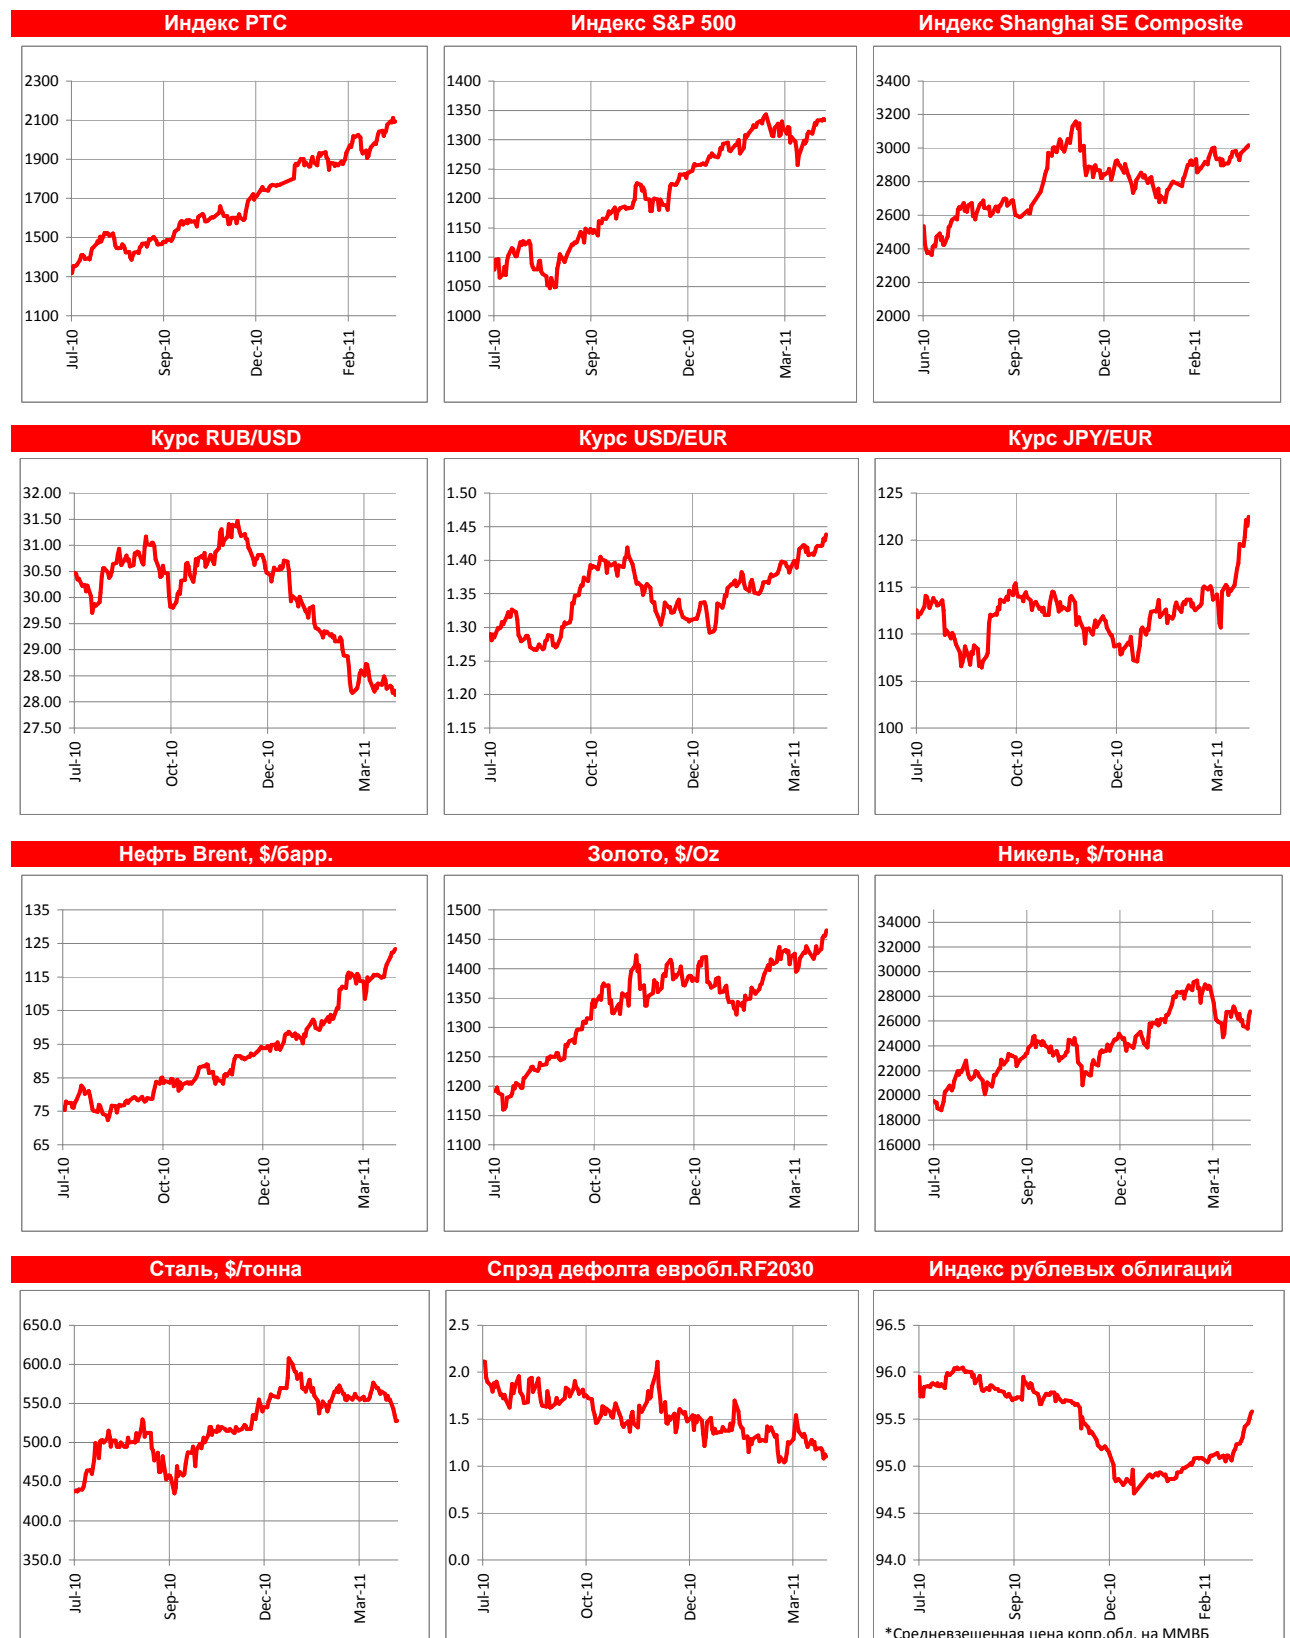 Индекс РТС
Индекс S&P 500
Индекс Shanghai SE Composite
2300
2100
1900
1700
1500
1300
1100
Jul-10
Sep-10
Dec-10
Feb-11
1400
1350
1300
1250
1200
1150
1100
1050
1000
Jul-10
Sep-10
Dec-10
Mar-11
3400
3200
3000
2800
2600
2400
2200
2000
Jun-10
Sep-10
Dec-10
Feb-11
Курс RUB/USD
Курс USD/EUR
Курс JPY/EUR
32.00
31.50
31.00
30.50
30.00
29.50
29.00
28.50
28.00
27.50
Jul-10
Oct-10
Dec-10
Mar-11
1.50
1.45
1.40
1.35
1.30
1.25
1.20
1.15
Jul-10
Oct-10
Dec-10
Mar-11
125
120
115
110
105
100
Jul-10
Oct-10
Dec-10
Mar-11
Нефть Brent, $/барр.
Золото, $/Oz
Никель, $/тонна
135
125
115
105
95
85
75
65
Jul-10
Oct-10
Dec-10
Mar-11
1500
1450
1400
1350
1300
1250
1200
1150
1100
Jul-10
Oct-10
Dec-10
Mar-11
34000
32000
30000
28000
26000
24000
22000
20000
18000
16000
Jul-10
Sep-10
Dec-10
Mar-11
Сталь, $/тонна
Спрэд дефолта евробл.RF2030
Индекс рублевых облигаций
650.0
600.0
550.0
500.0
450.0
400.0
350.0
Jul-10
Sep-10
Dec-10
Mar-11
2.5
2.0
1.5
1.0
0.5
0.0
Jul-10
Oct-10
Dec-10
Mar-11
96.5
96.0
95.5
95.0
94.5
94.0
Jul-10
Sep-10
Dec-10
Feb-11
*Средневзвешенная цена копр.обл. на ММВБ